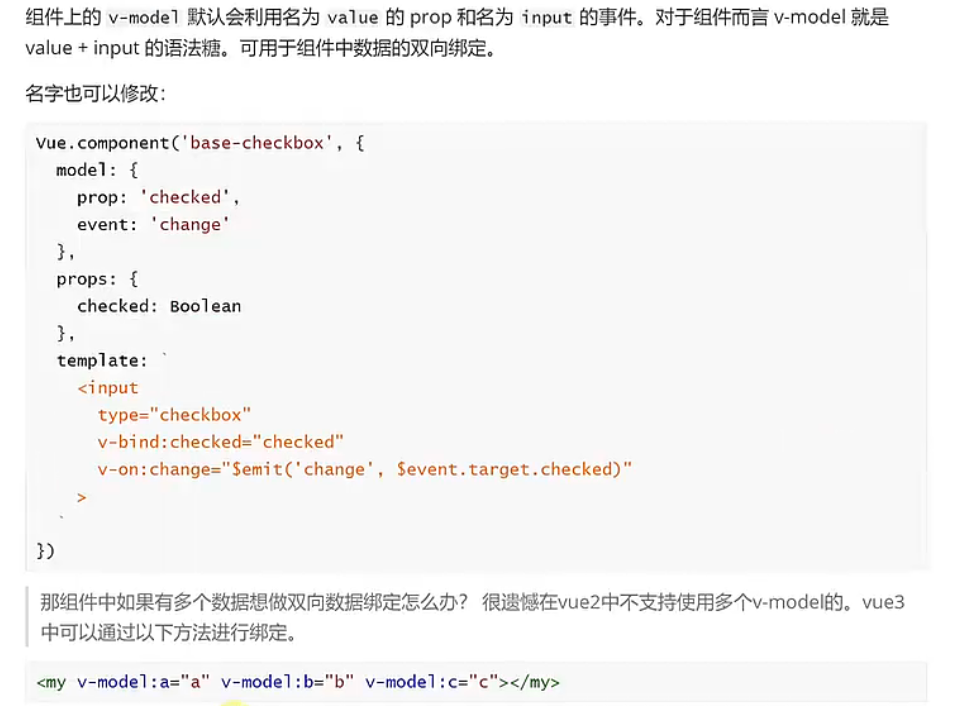 组件上的 v-model 默认会利用名为 value 的 prop 和名为 input 的事件。对于组件而言 v-model 就是
value + input 的语法糖。可用于组件中数据的双向绑定。
名字也可以修改：
Vue.component('base-checkbox', {
  model: {
    prop: 'checked',
    event: 'change'
  },
  props: {
    checked: Boolean
  },
  template: `
    <input
      type="checkbox"
      v-bind:checked="checked"
      v-on:change="$emit('change', $event.target.checked)"
    >
  `
})
那组件中如果有多个数据想做双向数据绑定怎么办？ 很遗憾在vue2中不支持使用多个v-model的。vue3
中可以通过以下方法进行绑定。
<my v-model:a="a" v-model:b="b" v-model:c="c"></my>